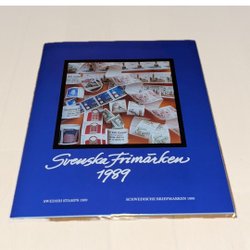 Svenska Frimärken
1989
SWEDISH STAMPS 1989
SCHWEDISCHE BRIEFMARKEN 1989